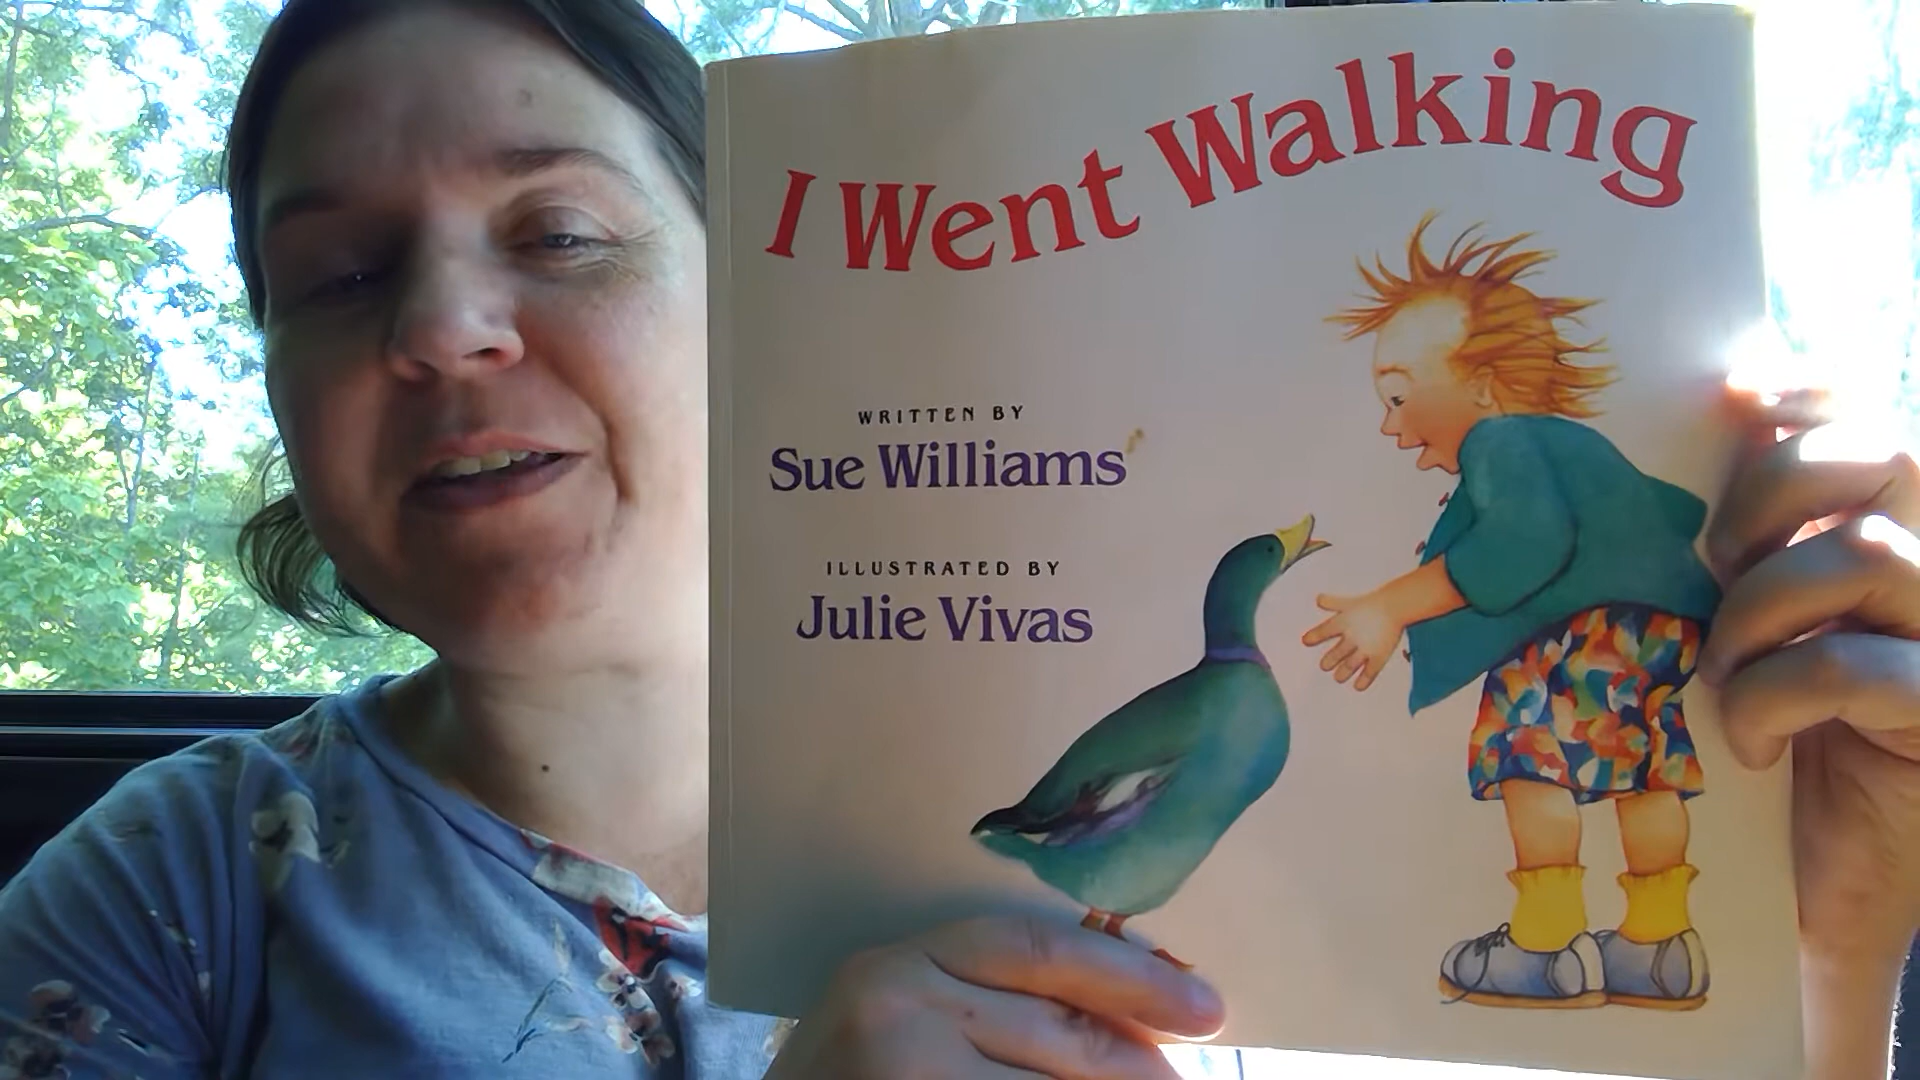 I Went Walking
WRITTEN BY
Sue Williams
ILLUSTRATED BY
Julie Vivas